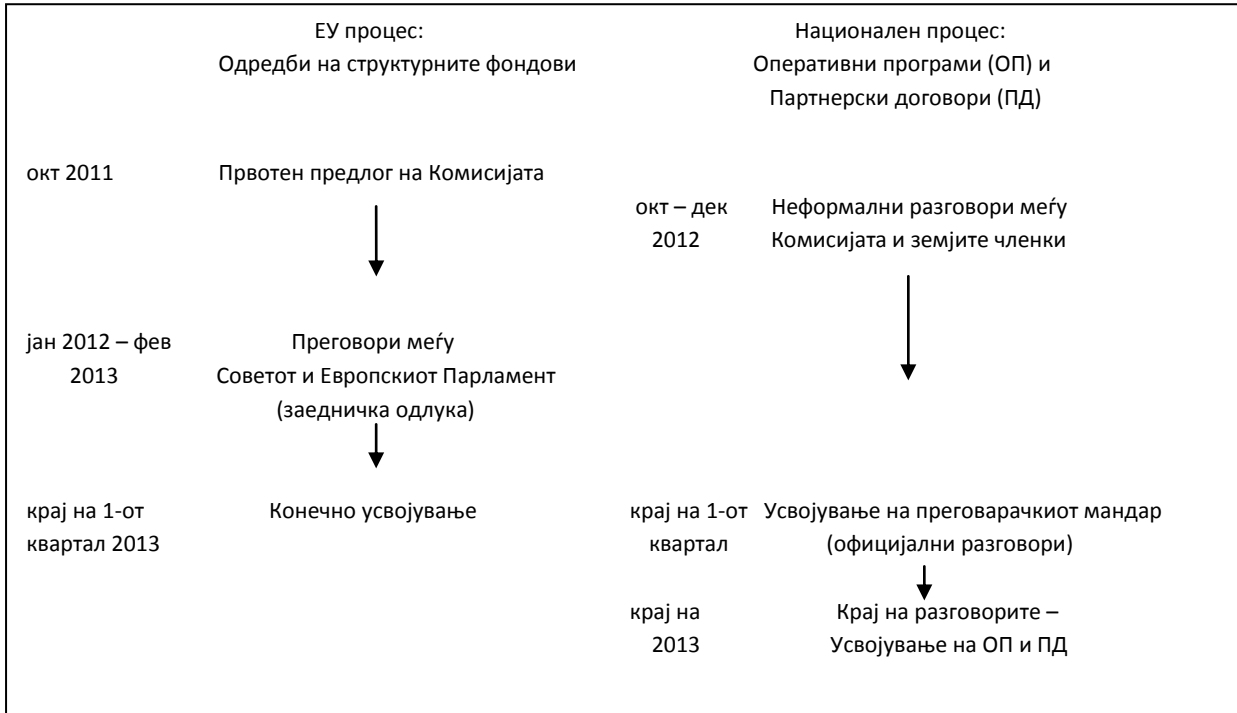 ЕУ процес:
Одредби на структурните фондови
окт 2011
Првотен предлог на Комисијата
јан 2012 – фев
2013
Преговори меѓу
Советот и Европскиот Парламент
(заедничка одлука)
крај на 1-от
квартал 2013
Конечно усвојување
Национален процес:
Оперативни програми (ОП) и
Партнерски договори (ПД)
окт – дек
2012
Неформални разговори меѓу
Комисијата и земјите членки
крај на 1-от
квартал
Усвојување на преговарачкиот мандар
(официјални разговори)
крај на
2013
Крај на разговорите –
Усвојување на ОП и ПД